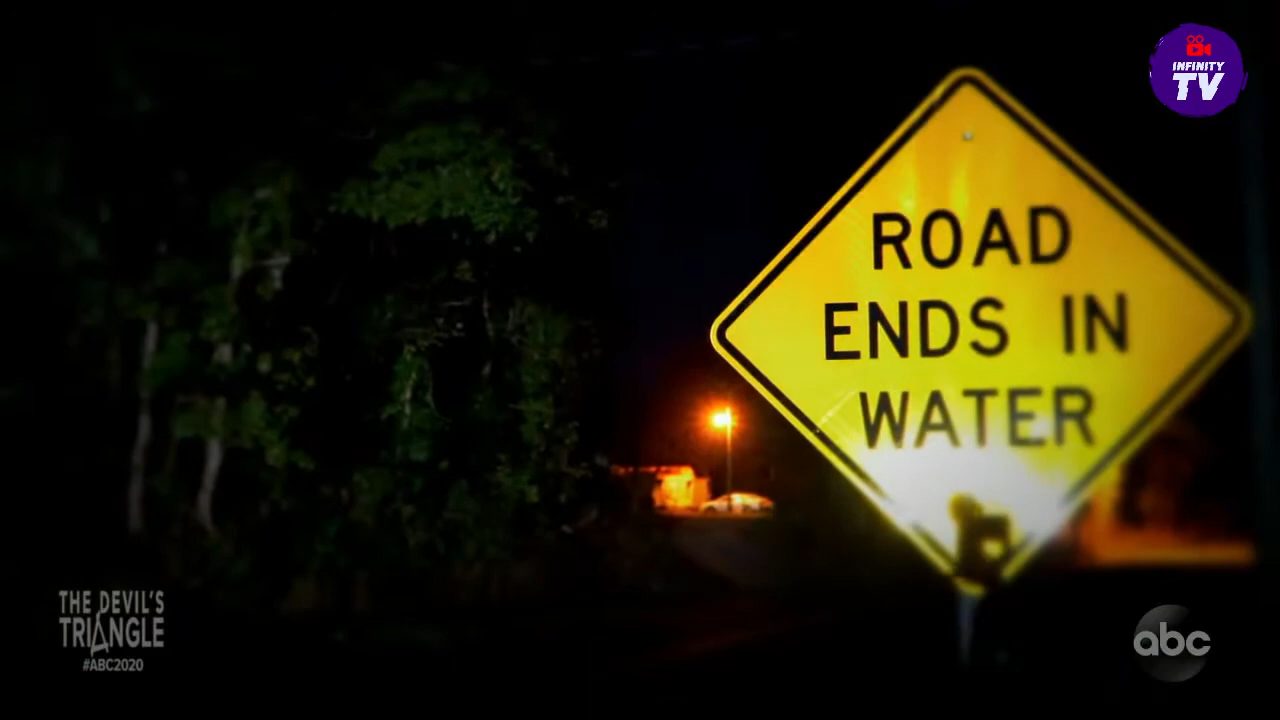 INFINITY
TV
ROAD
ENDS IN
WATER
THE DEVIL'S
TRIANGLE
#ABC2020
abc